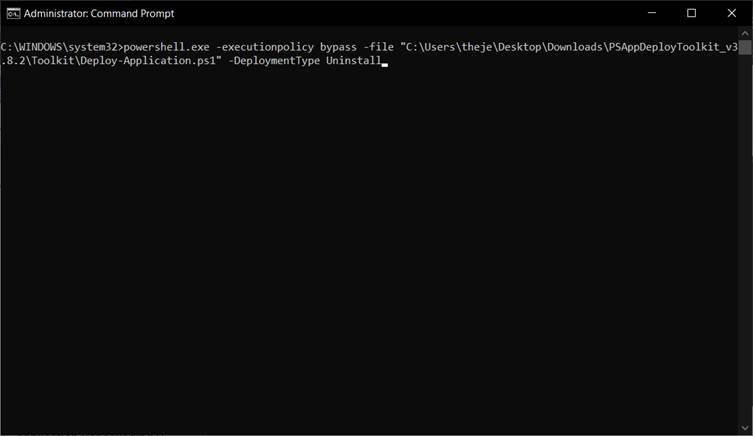 Administrator: Command Prompt
C:\WINDOWS\system32>powershell.exe -executionpolicy bypass -file "C:\Users\theje\Desktop\Downloads\PSAppDeployToolkit_v3
.8.2\Toolkit\Deploy-Application.ps1" -DeploymentType Uninstall